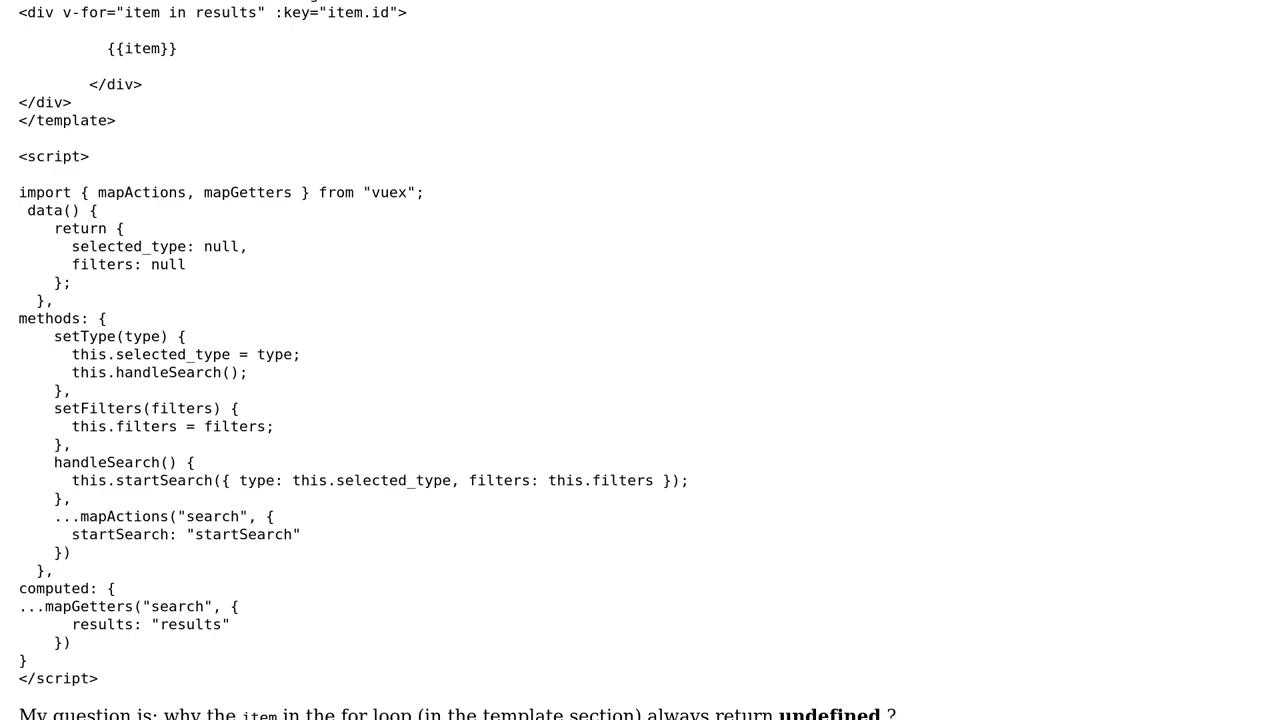 <div v-for="item in results" :key="item.id">
{{item}}
</div>
</div>
</template>
<script>
import { mapActions, mapGetters } from "vuex";
data() {
return {
selected_type: null,
filters: null
};
},
methods: {
setType(type) {
this.selected_type = type;
this.handleSearch();
},
setFilters(filters) {
this.filters = filters;
},
handleSearch() {
this.startSearch({ type: this.selected_type, filters: this.filters });
},
...mapActions("search", {
startSearch: "startSearch"
})
},
computed: {
...mapGetters("search", {
results: "results"
})
}
</script>
My question is: why the item in the for loop (in the template section) always return undefined ?